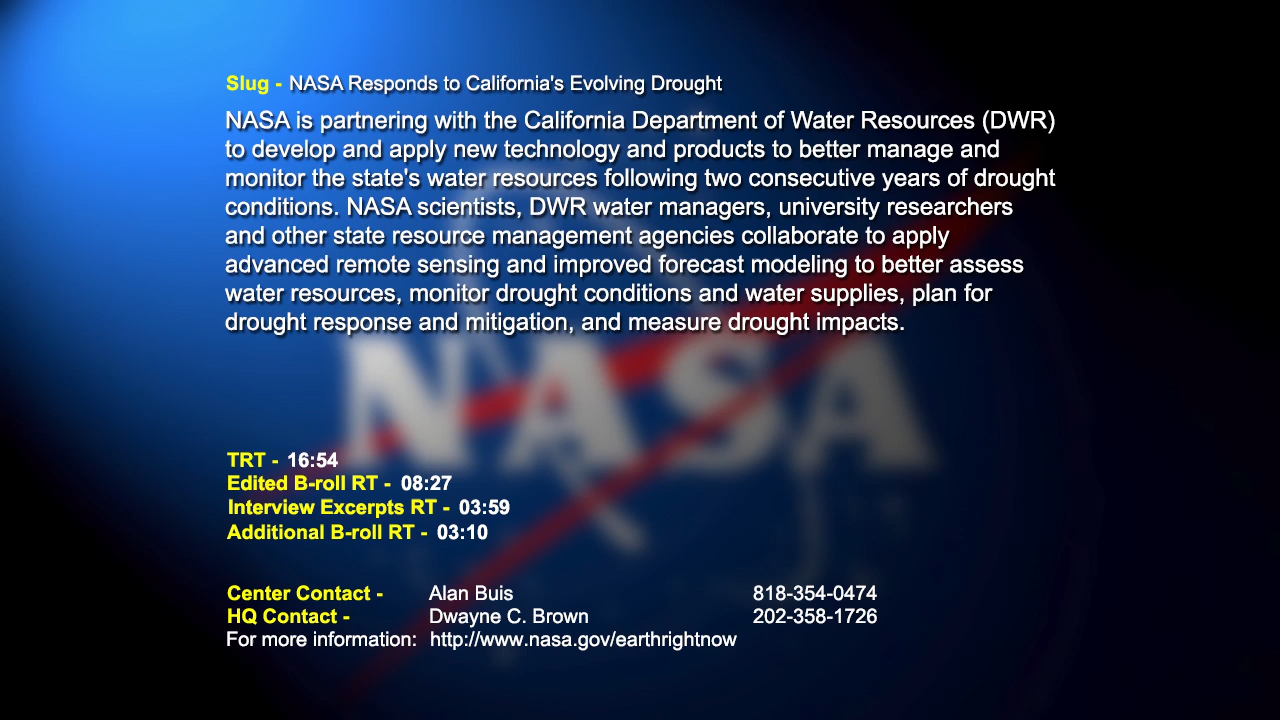 Slug - NASA Responds to California's Evolving Drought
NASA is partnering with the California Department of Water Resources (DWR)
to develop and apply new technology and products to better manage and
monitor the state's water resources following two consecutive years of drought
conditions. NASA scientists, DWR water managers, university researchers
and other state resource management agencies collaborate to apply
advanced remote sensing and improved forecast modeling to better assess
water resources, monitor drought conditions and water supplies, plan for
drought response and mitigation, and measure drought impacts.
NASA
TRT - 16:54
Edited B-roll RT - 08:27
Interview Excerpts RT - 03:59
Additional B-roll RT - 03:10
Center Contact - Alan Buis 818-354-0474
HQ Contact - Dwayne C. Brown 202-358-1726
For more information: http://www.nasa.gov/earthrightnow